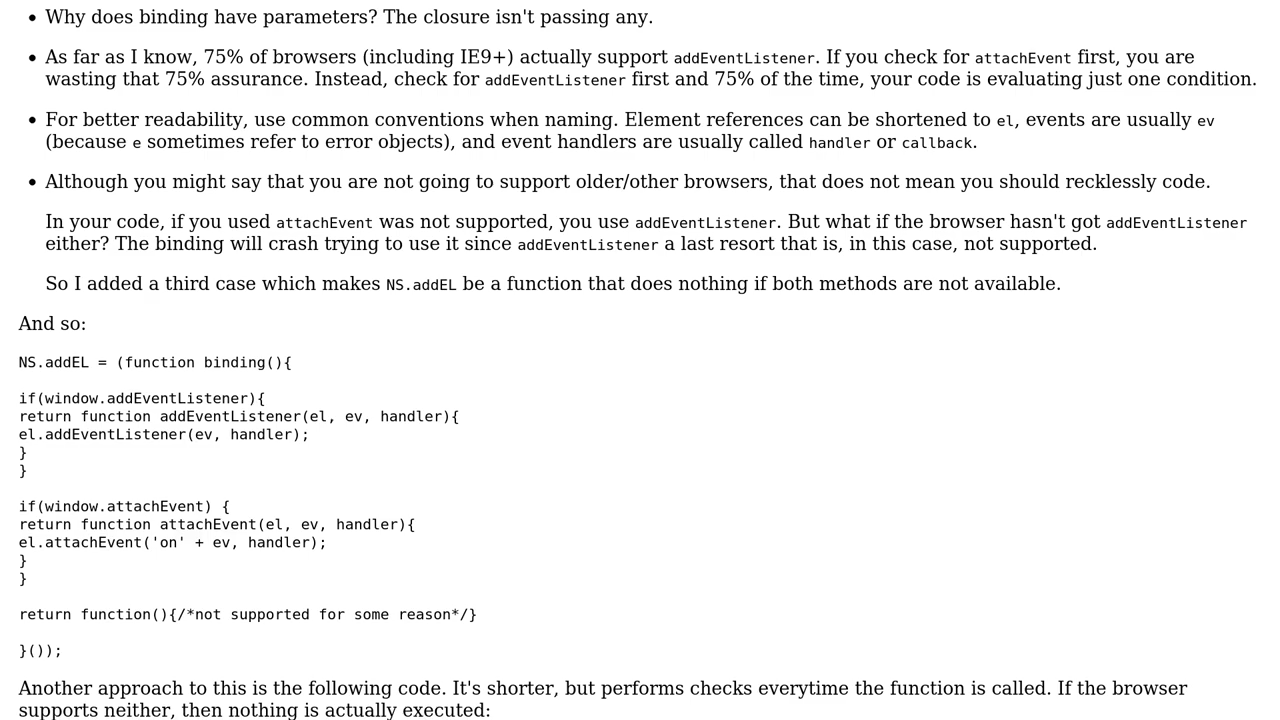 • Why does binding have parameters? The closure isn't passing any.
• As far as I know, 75% of browsers (including IE9+) actually support addEventListener. If you check for attachEvent first, you are
wasting that 75% assurance. Instead, check for addEventListener first and 75% of the time, your code is evaluating just one condition.
• For better readability, use common conventions when naming. Element references can be shortened to el, events are usually ev
(because e sometimes refer to error objects), and event handlers are usually called handler or callback.
• Although you might say that you are not going to support older/other browsers, that does not mean you should recklessly code.
In your code, if you used attachEvent was not supported, you use addEventListener. But what if the browser hasn't got addEventListener
either? The binding will crash trying to use it since addEventListener a last resort that is, in this case, not supported.
So I added a third case which makes NS.addEL be a function that does nothing if both methods are not available.
And so:
NS.addEL = (function binding(){
if(window.addEventListener){
return function addEventListener(el, ev, handler){
el.addEventListener(ev, handler);
}
}
if(window.attachEvent) {
return function attachEvent(el, ev, handler){
el.attachEvent('on' + ev, handler);
}
}
return function(){/*not supported for some reason*/}
}());
Another approach to this is the following code. It's shorter, but performs checks everytime the function is called. If the browser
supports neither, then nothing is actually executed: